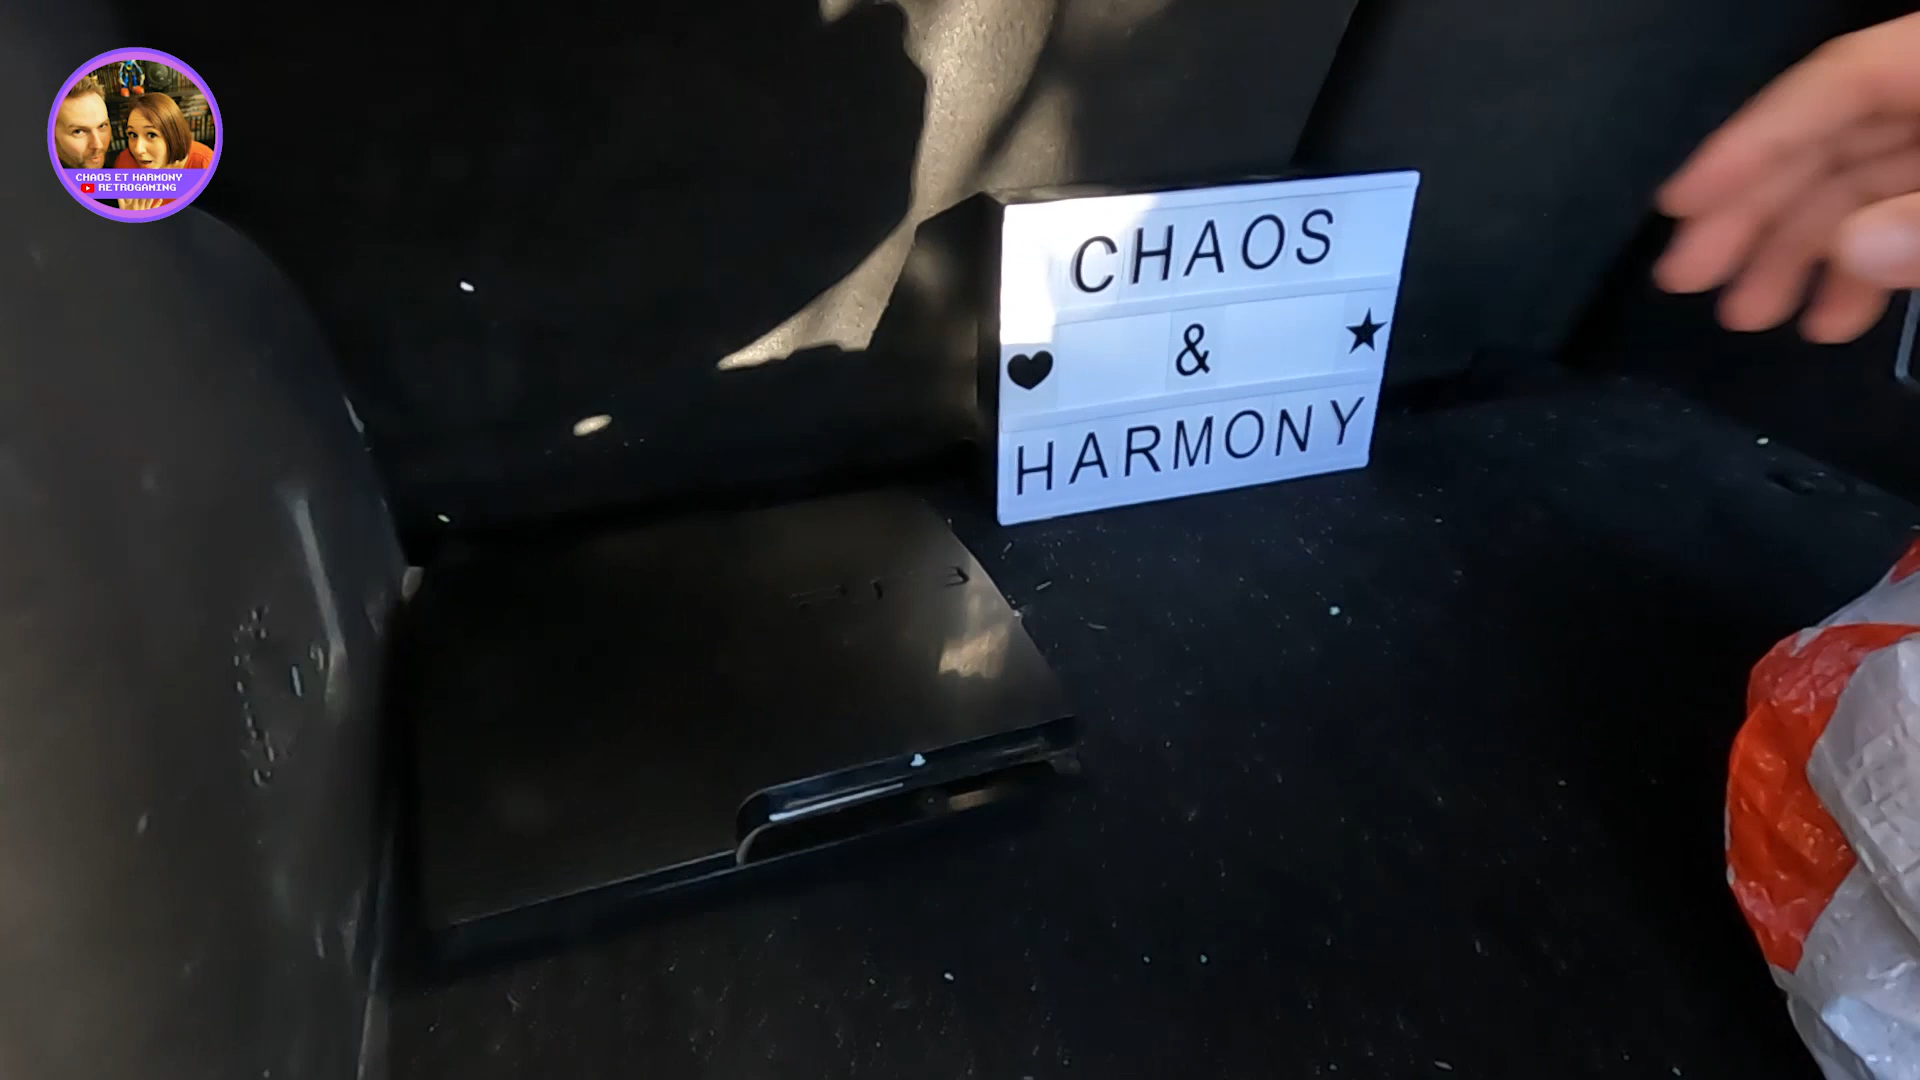 CHAOS ET HARMONY
RETROGAMING
CHAOS
&
HARMONY